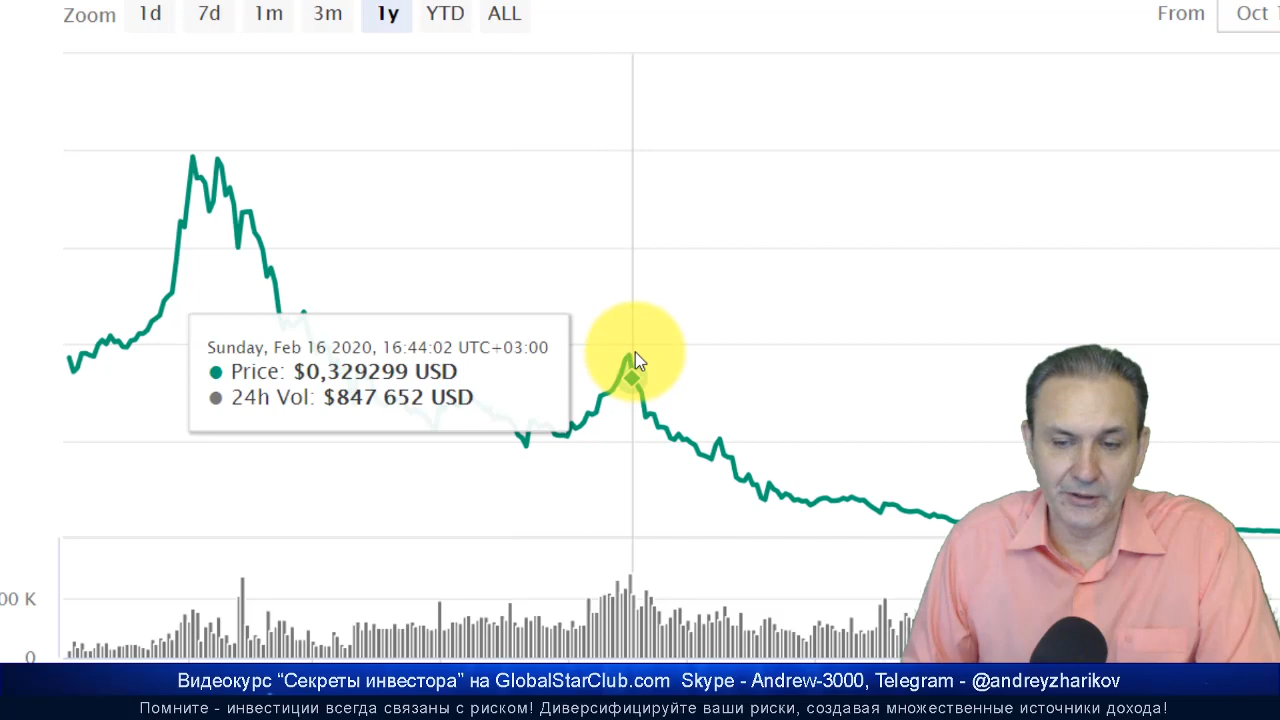 Zoom 1d 7d 1m 3m 1y YTD ALL From Oct
Sunday, Feb 16 2020, 16:44:02 UTC+03:00
Price: $0,329299 USD
24h Vol: $847 652 USD
00 K
0
Видеокурс “Секреты инвестора” на GlobalStarClub.com Skype - Andrew-3000, Telegram - @andreyzharikov
Помните - инвестиции всегда связаны с риском! Диверсифицируйте ваши риски, создавая множественные источники дохода!